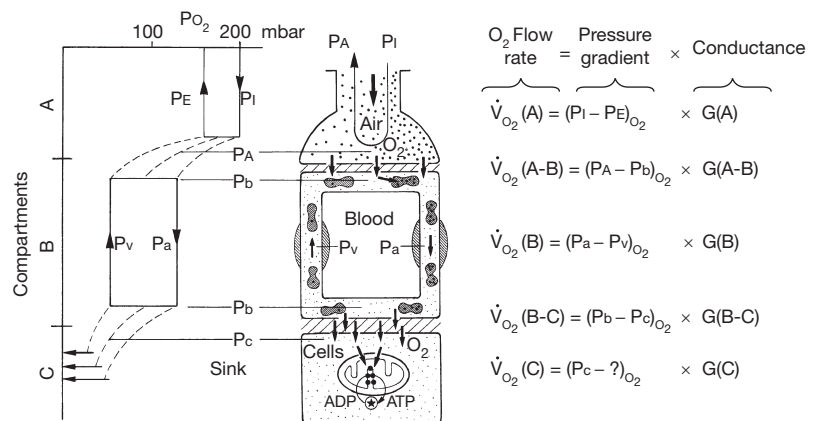 PO2
100 200 mbar
PE PI
PA
Pb
Pv Pa
Pb
Pc
Sink
Compartments
A
B
C
PA PI
Air
O2
Blood
Pv Pa
Cells O2
ADP ATP
O2 Flow rate = Pressure gradient × Conductance
V̇O2 (A) = (PI – PE)O2 × G(A)
V̇O2 (A-B) = (PA – Pb)O2 × G(A-B)
V̇O2 (B) = (Pa – Pv)O2 × G(B)
V̇O2 (B-C) = (Pb – Pc)O2 × G(B-C)
V̇O2 (C) = (Pc – ?)O2 × G(C)